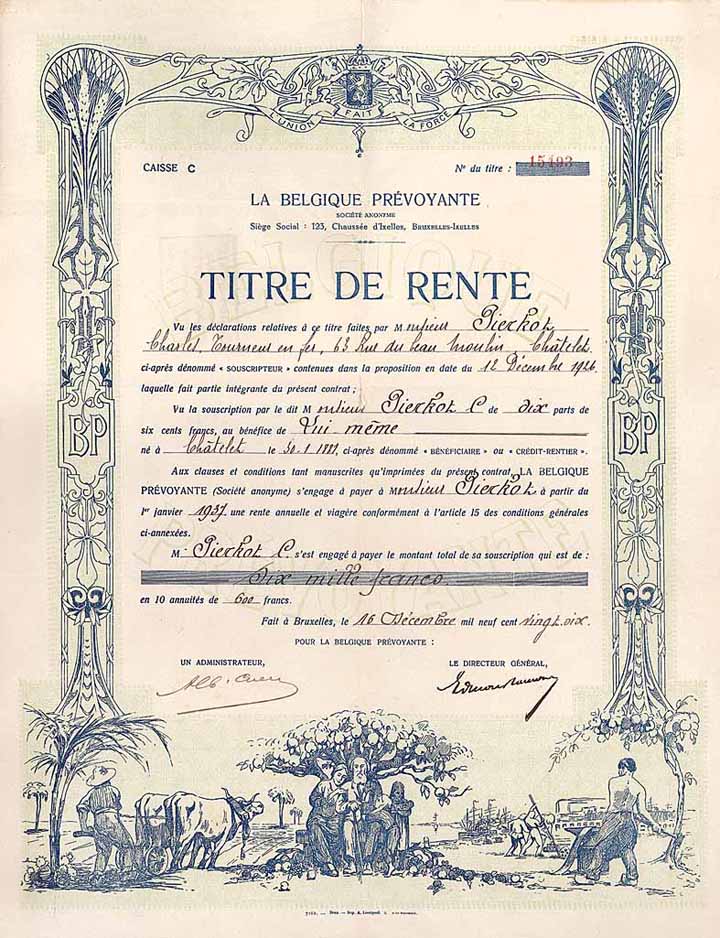 L'UNION FAIT LA FORCE
CAISSE C
N° du titre : 15493
LA BELGIQUE PRÉVOYANTE
SOCIÉTÉ ANONYME
Siège Social : 123, Chaussée d'Ixelles, BRUXELLES-IXELLES
TITRE DE RENTE
Vu les déclarations relatives à ce titre faites par Monsieur Pierkot
Charles, Tourneur en fer, 63 Rue du beau Moulin, Châtelet
ci-après dénommé « SOUSCRIPTEUR » contenues dans la proposition en date du 12 Décembre 1926
laquelle fait partie intégrante du présent contrat ;
Vu la souscription par le dit Monsieur Pierkot C de dix parts de
six cents francs, au bénéfice de Lui même
né à Châtelet le 30.1.1889, ci-après dénommé « BÉNÉFICIAIRE » ou « CRÉDIT-RENTIER ».
Aux clauses et conditions tant manuscrites qu'imprimées du présent contrat, LA BELGIQUE
PRÉVOYANTE (Société anonyme) s'engage à payer à Monsieur Pierkot à partir du
1er janvier 1937 une rente annuelle et viagère conformément à l'article 15 des conditions générales
ci-annexées.
M. Pierkot C. s'est engagé à payer le montant total de sa souscription qui est de :
Six mille francs
en 10 annuités de 600 francs.
Fait à Bruxelles, le 16 Décembre mil neuf cent vingt six.
POUR LA BELGIQUE PRÉVOYANTE :
UN ADMINISTRATEUR,
LE DIRECTEUR GÉNÉRAL,
BP
BP
BELGIQUE